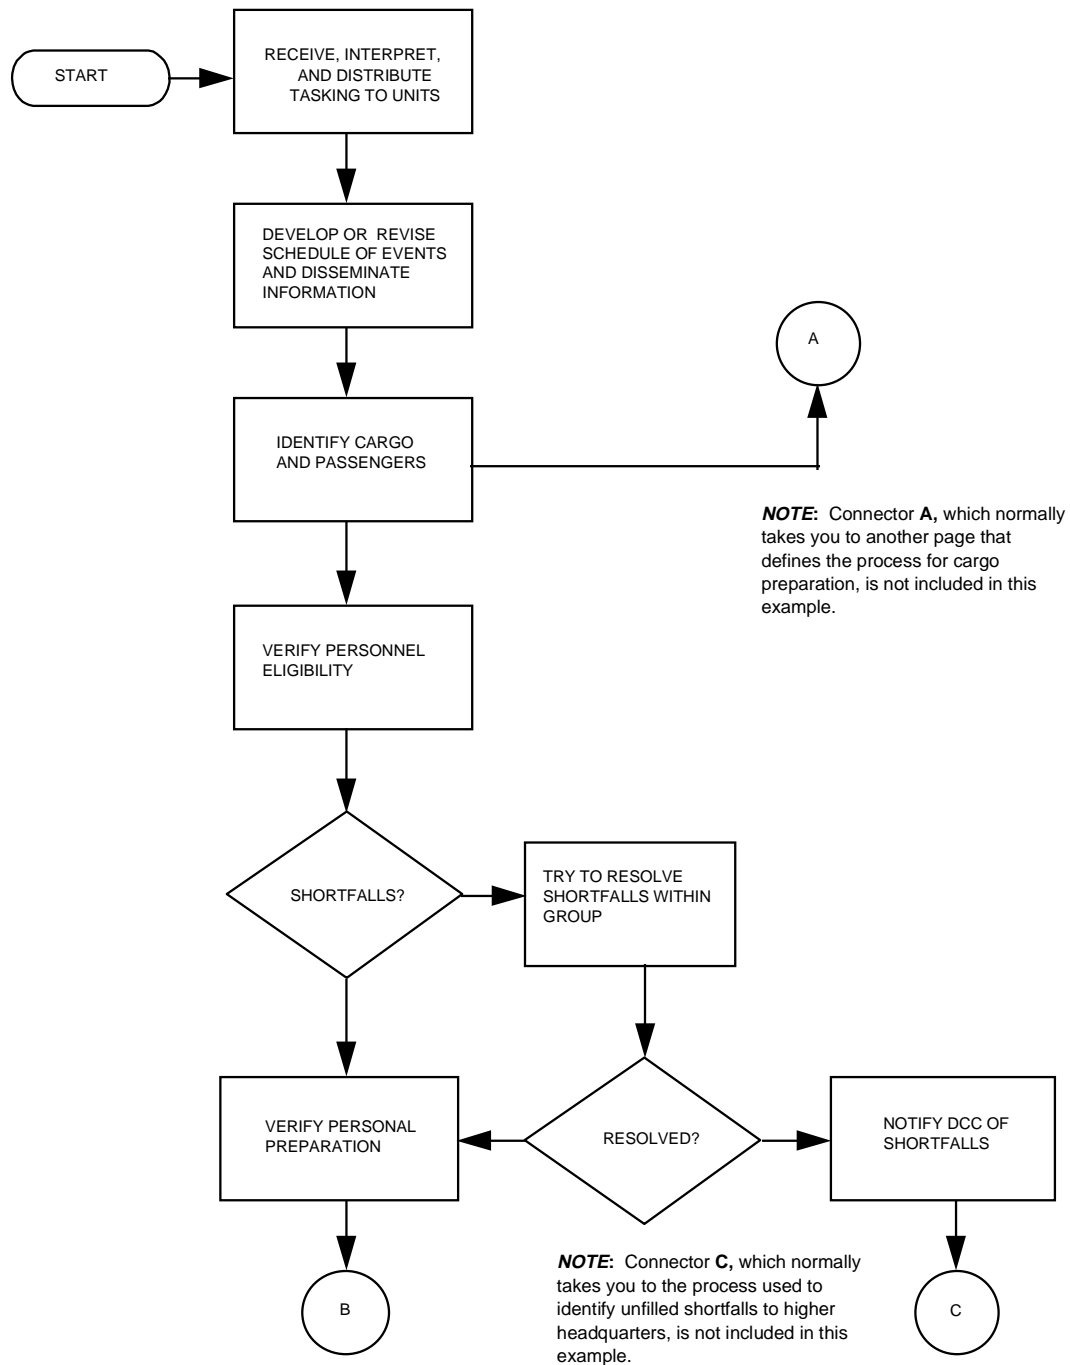 START
RECEIVE, INTERPRET,
AND DISTRIBUTE
TASKING TO UNITS
DEVELOP OR REVISE
SCHEDULE OF EVENTS
AND DISSEMINATE
INFORMATION
A
IDENTIFY CARGO
AND PASSENGERS
NOTE: Connector A, which normally
takes you to another page that
defines the process for cargo
preparation, is not included in this
example.
VERIFY PERSONNEL
ELIGIBILITY
SHORTFALLS?
TRY TO RESOLVE
SHORTFALLS WITHIN
GROUP
VERIFY PERSONAL
PREPARATION
RESOLVED?
NOTIFY DCC OF
SHORTFALLS
B
NOTE: Connector C, which normally
takes you to the process used to
identify unfilled shortfalls to higher
headquarters, is not included in this
example.
C